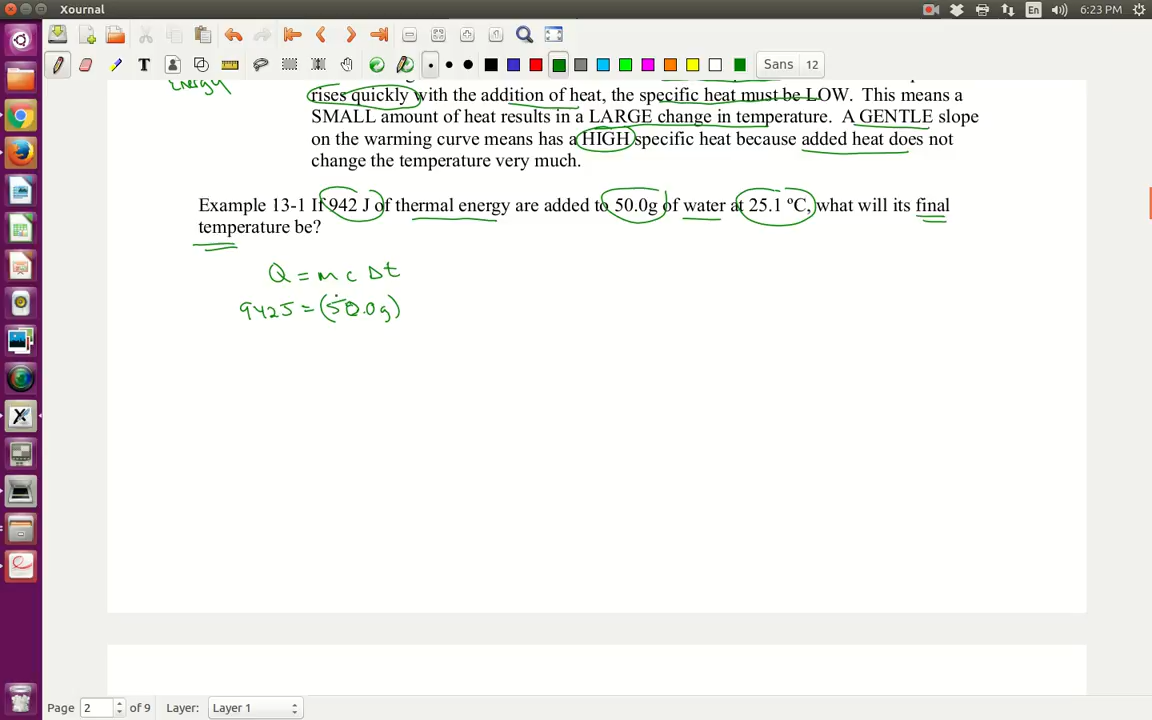 Xournal
En
6:23 PM
Sans 12
Energy
rises quickly with the addition of heat, the specific heat must be LOW. This means a
SMALL amount of heat results in a LARGE change in temperature. A GENTLE slope
on the warming curve means has a HIGH specific heat because added heat does not
change the temperature very much.
Example 13-1 If 942 J of thermal energy are added to 50.0g of water at 25.1 ºC, what will its final
temperature be?
Q = m c Δt
942J = (50.0g)
Page 2 of 9 Layer: Layer 1